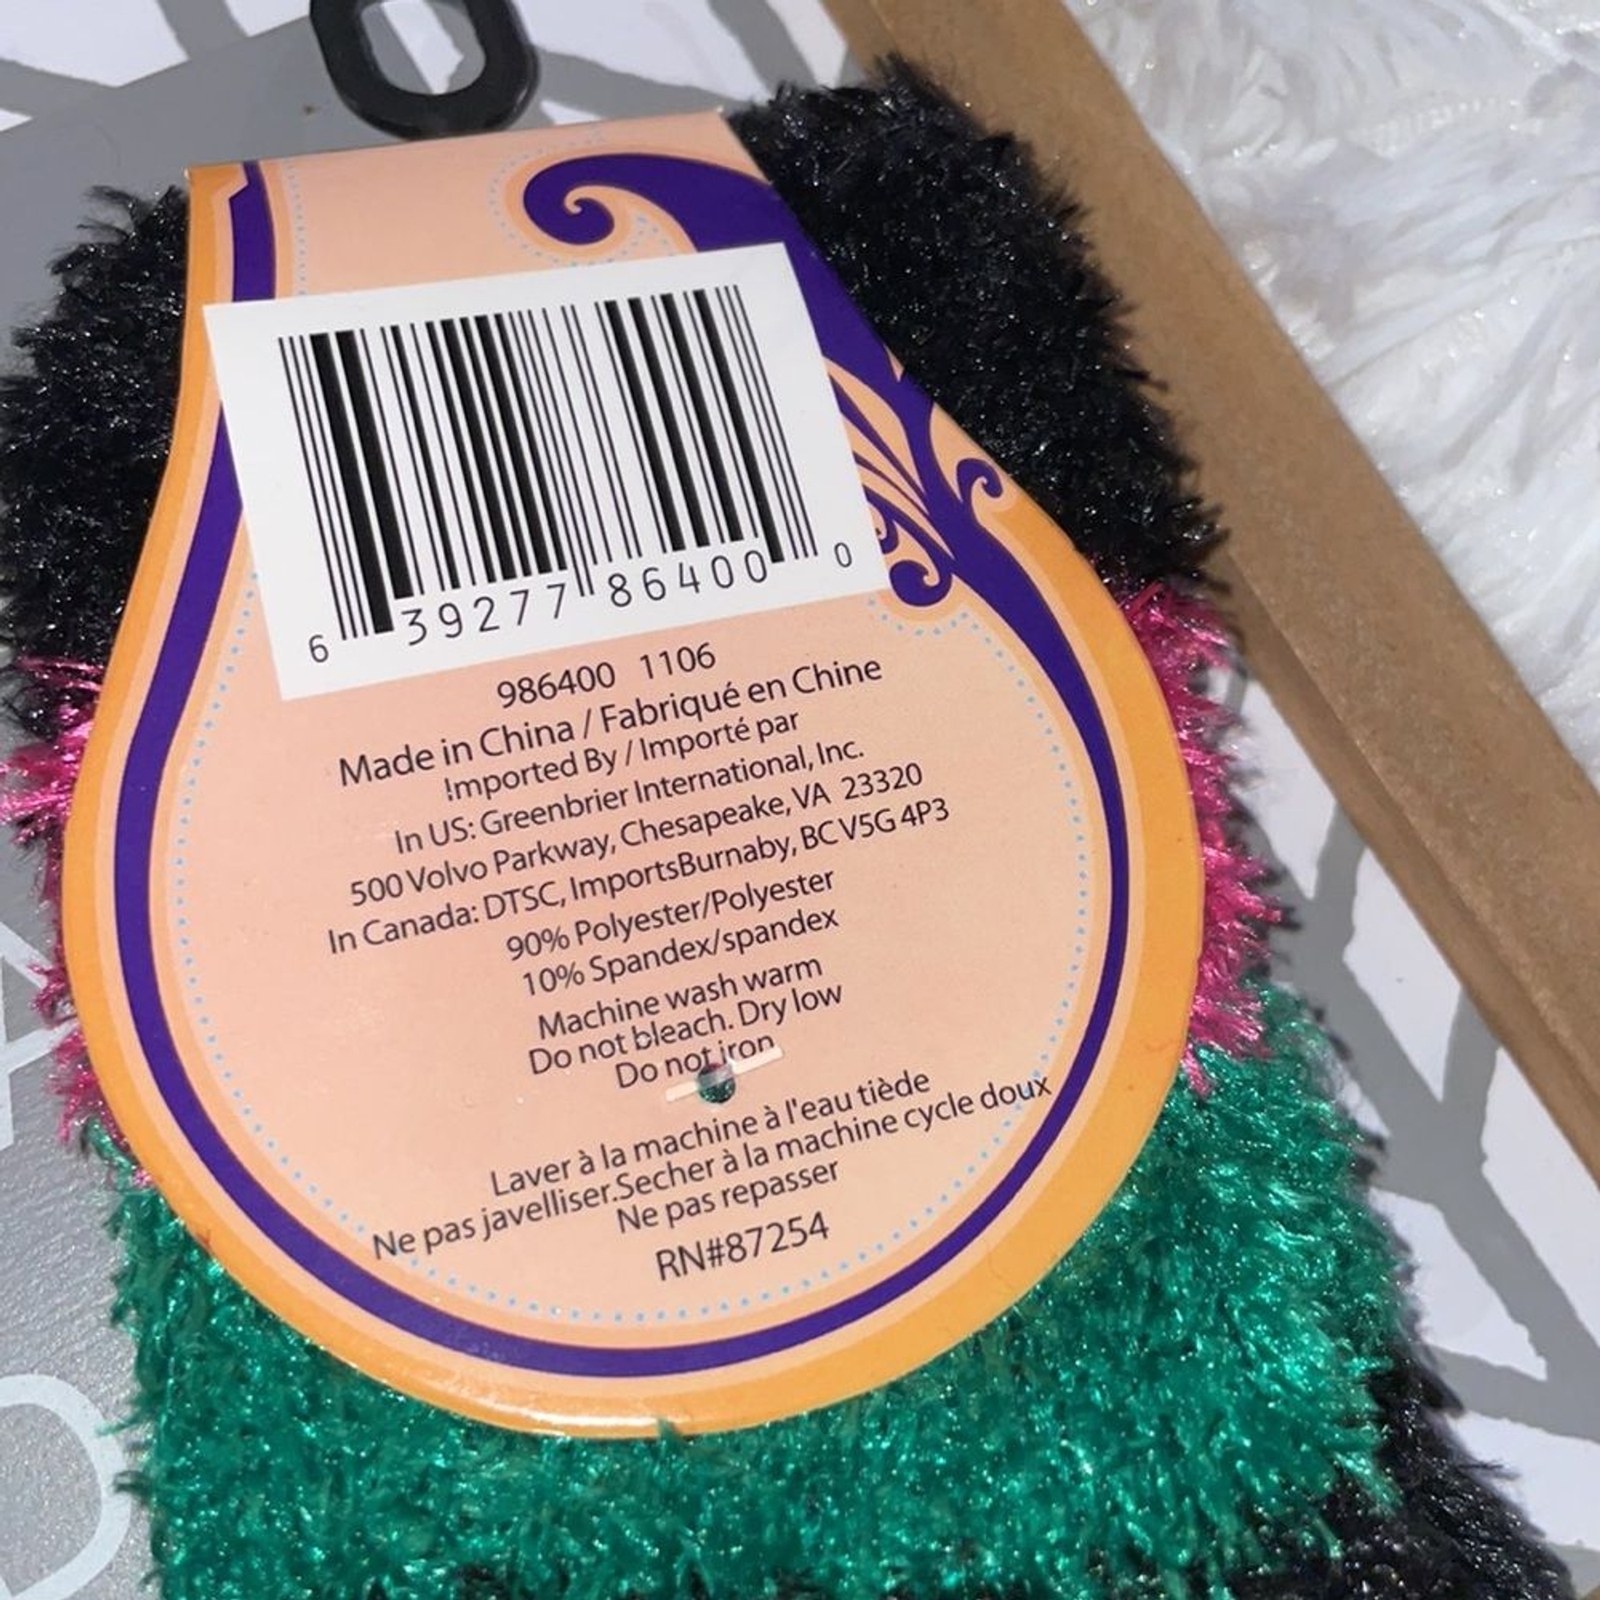 6 39277 86400 0
986400 1106
Made in China / Fabriqué en Chine
Imported By / Importé par
In US: Greenbrier International, Inc.
500 Volvo Parkway, Chesapeake, VA 23320
In Canada: DTSC, ImportsBurnaby, BC V5G 4P3
90% Polyester/Polyester
10% Spandex/spandex
Machine wash warm
Do not bleach. Dry low
Do not iron
Laver à la machine à l'eau tiède
Ne pas javelliser.Secher à la machine cycle doux
Ne pas repasser
RN#87254